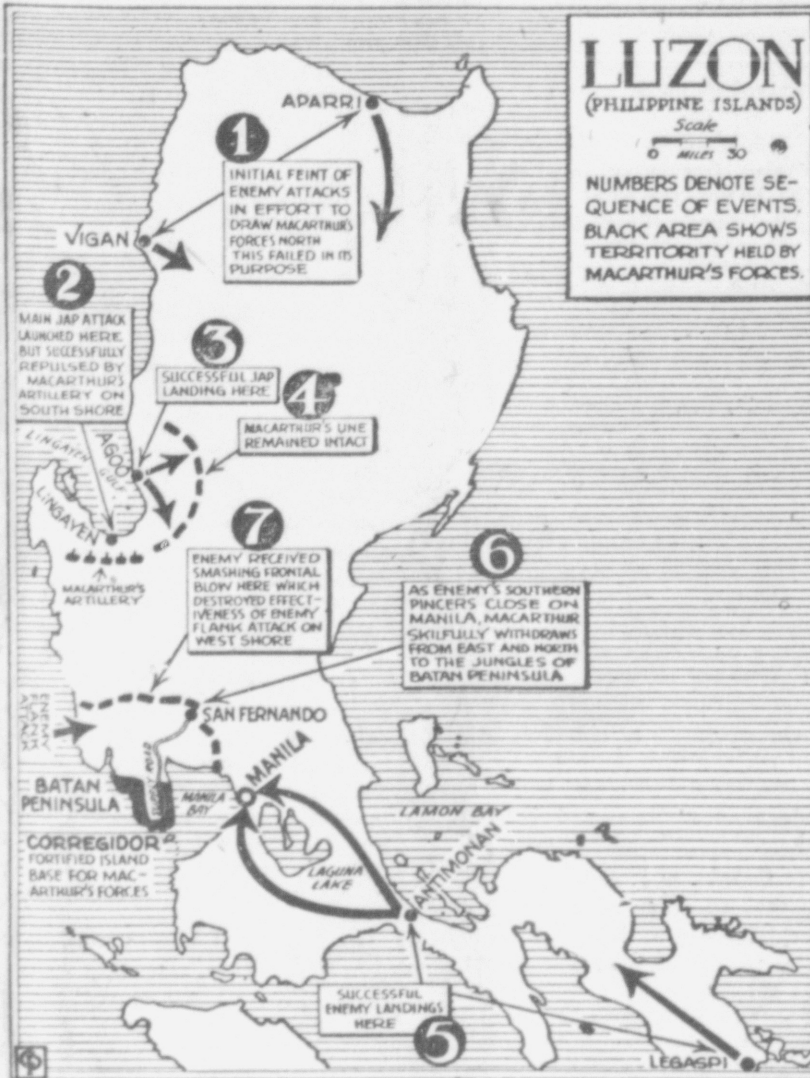 LUZON
(PHILIPPINE ISLANDS)
Scale
0 MILES 30
NUMBERS DENOTE SE-
QUENCE OF EVENTS.
BLACK AREA SHOWS
TERRITORITY HELD BY
MACARTHUR'S FORCES.
APARRI
1
INITIAL FEINT OF
ENEMY ATTACKS
IN EFFORT TO
DRAW MACARTHUR'S
FORCES NORTH
THIS FAILED IN ITS
PURPOSE
VIGAN
2
MAIN JAP ATTACK
LAUNCHED HERE
BUT SUCCESSFULLY
REPULSED BY
MACARTHUR'S
ARTILLERY ON
SOUTH SHORE
3
SUCCESSFUL JAP
LANDING HERE
4
MACARTHUR'S LINE
REMAINED INTACT
LINGAYEN GULF
AGOO
LINGAYEN
MACARTHUR'S
ARTILLERY
7
ENEMY RECEIVED
SMASHING FRONTAL
BLOW HERE WHICH
DESTROYED EFFECT-
IVENESS OF ENEMY
FLANK ATTACK ON
WEST SHORE
6
AS ENEMY'S SOUTHERN
PINCERS CLOSE ON
MANILA, MACARTHUR
SKILFULLY WITHDRAWS
FROM EAST AND NORTH
TO THE JUNGLES OF
BATAN PENINSULA
ENEMY
FLANK
ATTACK
SAN FERNANDO
ROAD
BATAN
PENINSULA
MANILA
BAY
MANILA
CORREGIDOR
FORTIFIED ISLAND
BASE FOR MAC-
ARTHUR'S FORCES
LAGUNA
LAKE
LAMON BAY
ANTIMONAN
SUCCESSFUL
ENEMY LANDINGS
HERE
5
LEGASPI